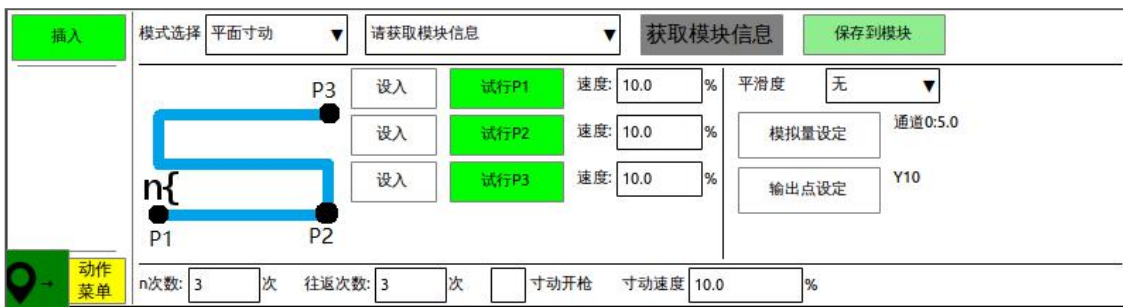 插入 模式选择 平面寸动 ▼ 请获取模块信息 ▼ 获取模块信息 保存到模块
P3 设入 试行P1 速度: 10.0 % 平滑度 无 ▼
设入 试行P2 速度: 10.0 % 模拟量设定 通道0:5.0
n{ 设入 试行P3 速度: 10.0 % 输出点设定 Y10
P1 P2
→ 动作菜单 n次数: 3 次 往返次数: 3 次 寸动开枪 寸动速度 10.0 %